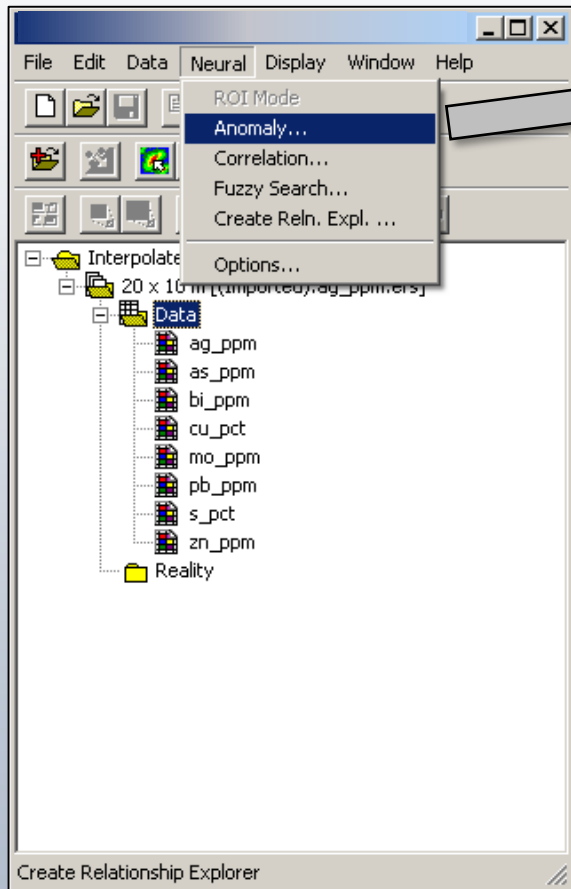 File Edit Data Neural Display Window Help
ROI Mode
Anomaly...
Correlation...
Fuzzy Search...
Create Reln. Expl. ...
Options...
Interpolate
20 x 10 m [(Imported).ag_ppm.ers]
Data
ag_ppm
as_ppm
bi_ppm
cu_pct
mo_ppm
pb_ppm
s_pct
zn_ppm
Reality
Create Relationship Explorer